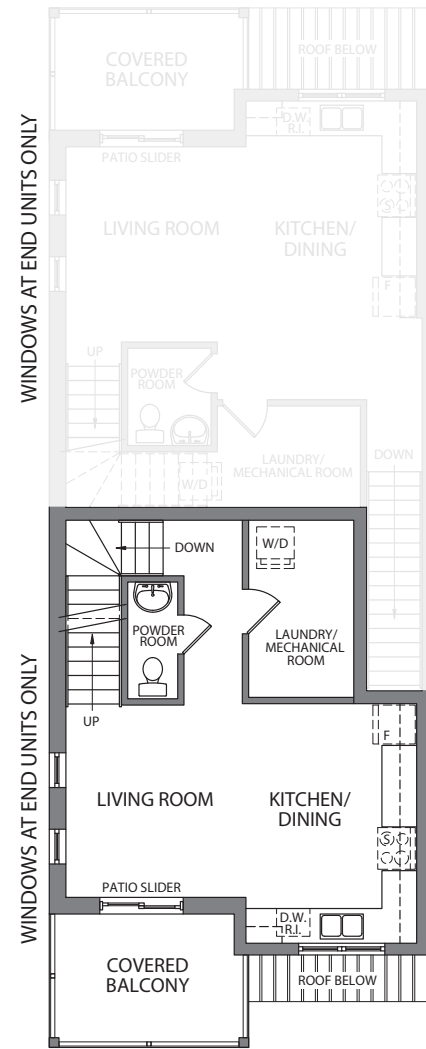 COVERED
BALCONY
ROOF BELOW
D.W.
R.I.
PATIO SLIDER
WINDOWS AT END UNITS ONLY
LIVING ROOM
KITCHEN/
DINING
S
F
UP
POWDER
ROOM
LAUNDRY/
MECHANICAL ROOM
W/D
DOWN
DOWN
W/D
POWDER
ROOM
LAUNDRY/
MECHANICAL
ROOM
UP
F
WINDOWS AT END UNITS ONLY
LIVING ROOM
KITCHEN/
DINING
S
PATIO SLIDER
D.W.
R.I.
COVERED
BALCONY
ROOF BELOW